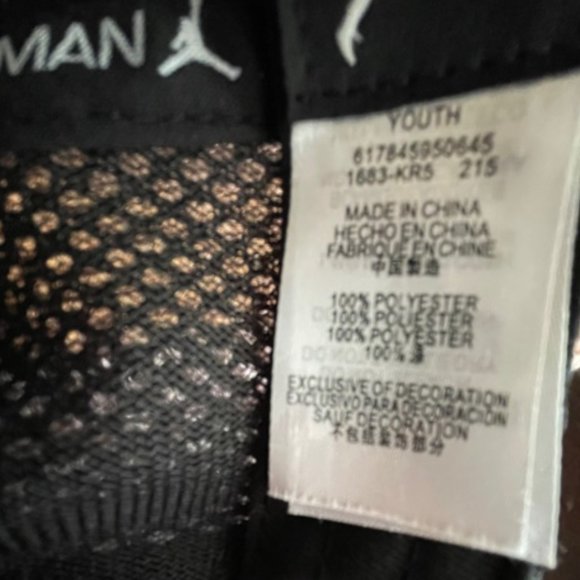 MAN
YOUTH
617845950645
1683-KR5 215
MADE IN CHINA
HECHO EN CHINA
FABRIQUE EN CHINE
中国製造
100% POLYESTER
100% POLYESTER
100% POLYESTER
100%
EXCLUSIVE OF DECORATION
EXCLUSIVO PARA DECORACION
SAUF DECORATION
不包括装饰部分